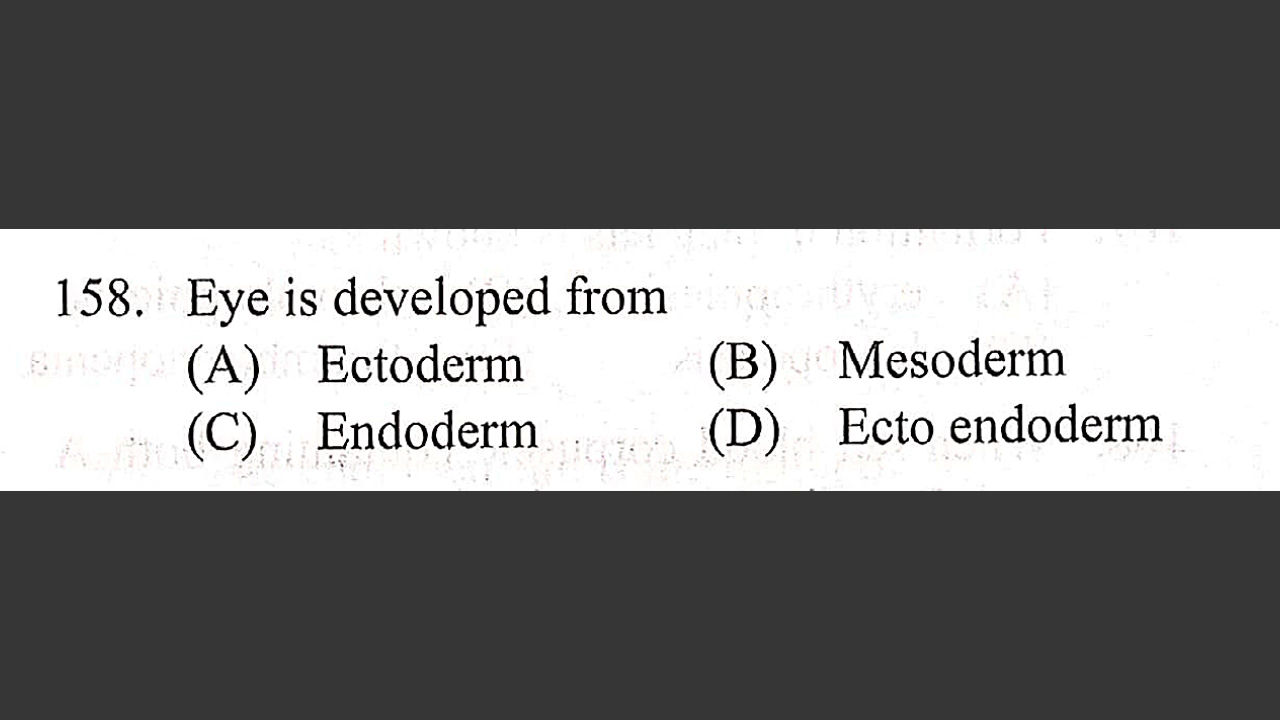 158. Eye is developed from
(A) Ectoderm (B) Mesoderm
(C) Endoderm (D) Ecto endoderm